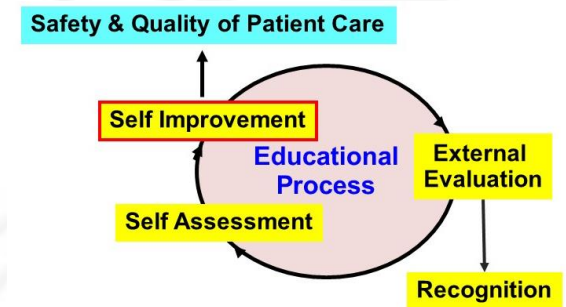 Safety & Quality of Patient Care
Self Improvement
Educational
Process
External
Evaluation
Self Assessment
Recognition